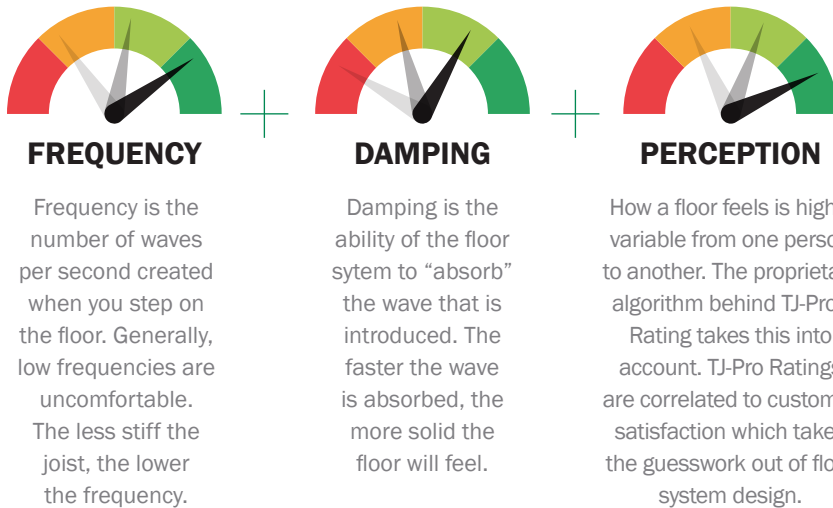 FREQUENCY
Frequency is the
number of waves
per second created
when you step on
the floor. Generally,
low frequencies are
uncomfortable.
The less stiff the
joist, the lower
the frequency.
DAMPING
Damping is the
ability of the floor
sytem to “absorb”
the wave that is
introduced. The
faster the wave
is absorbed, the
more solid the
floor will feel.
PERCEPTION
How a floor feels is high
variable from one perso
to another. The proprieta
algorithm behind TJ-Pro
Rating takes this into
account. TJ-Pro Ratings
are correlated to custom
satisfaction which take
the guesswork out of flo
system design.